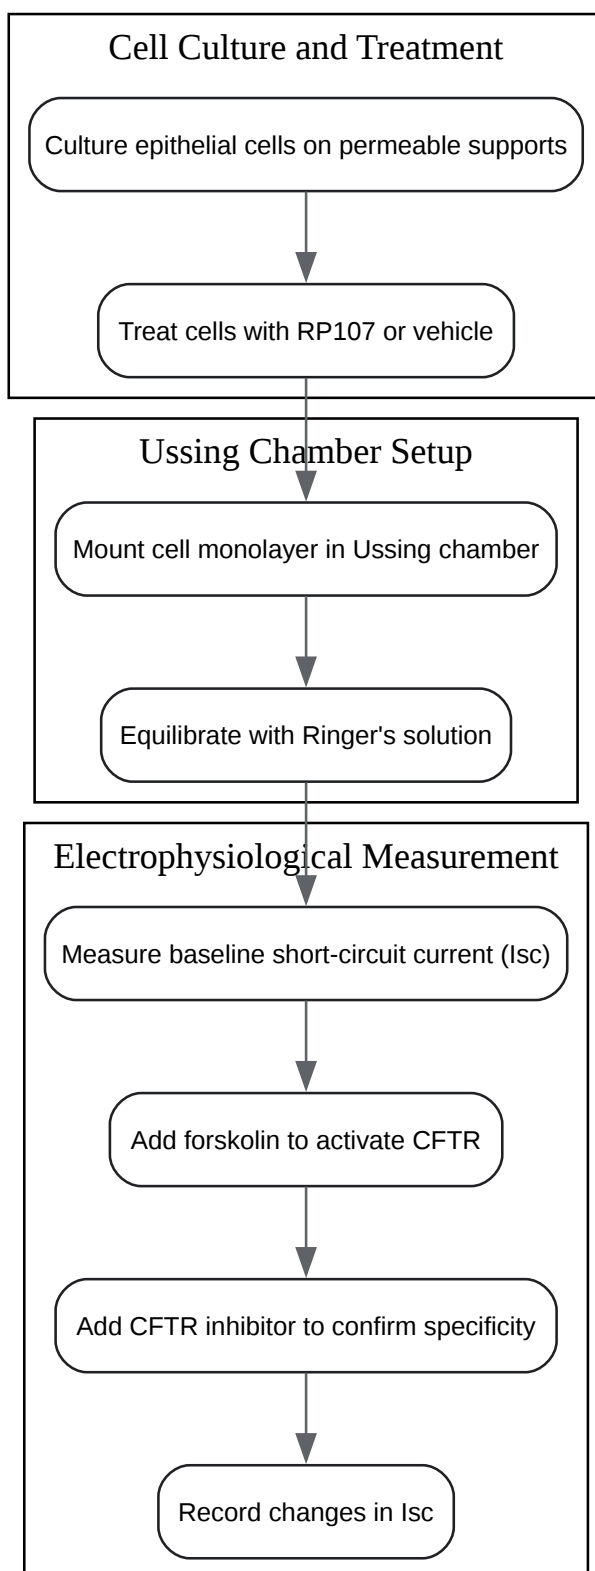 Cell Culture and Treatment
Culture epithelial cells on permeable supports
Treat cells with RP107 or vehicle
Ussing Chamber Setup
Mount cell monolayer in Ussing chamber
Equilibrate with Ringer's solution
Electrophysiological Measurement
Measure baseline short-circuit current (Isc)
Add forskolin to activate CFTR
Add CFTR inhibitor to confirm specificity
Record changes in Isc